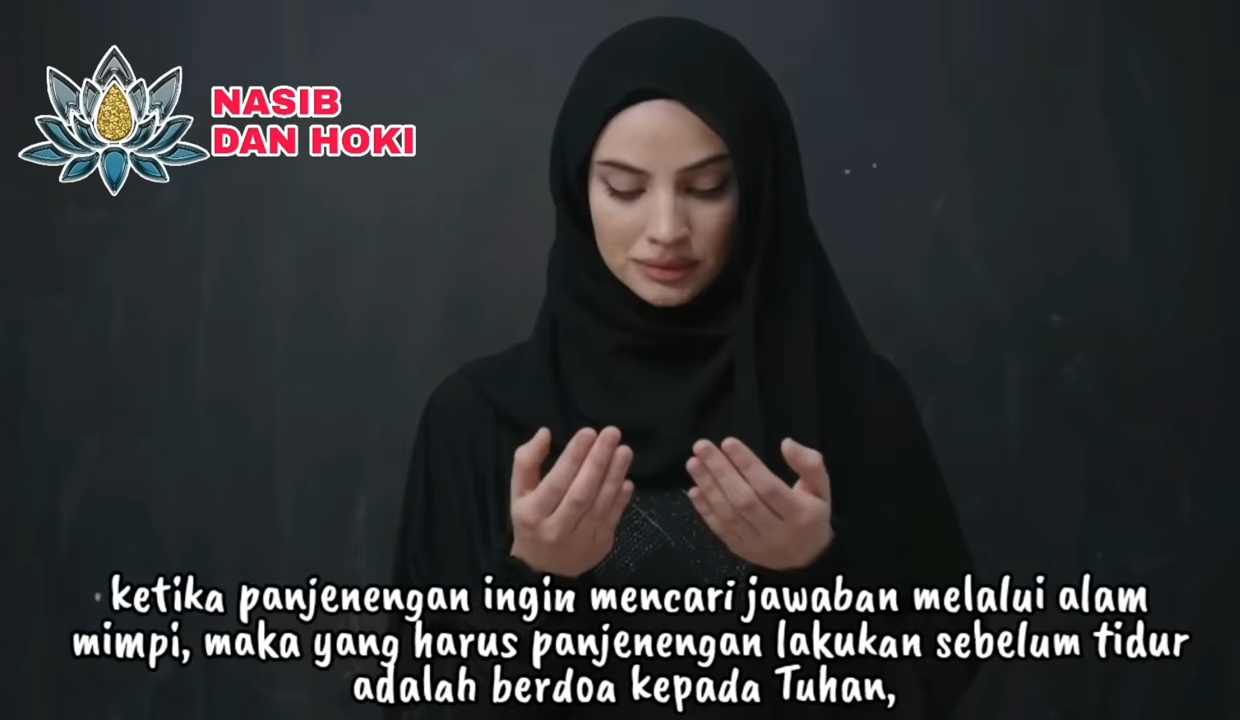 NASIB
DAN HOKI
ketika panjenengan ingin mencari jawaban melalui alam
mimpi, maka yang harus panjenengan lakukan sebelum tidur
adalah berdoa kepada Tuhan,